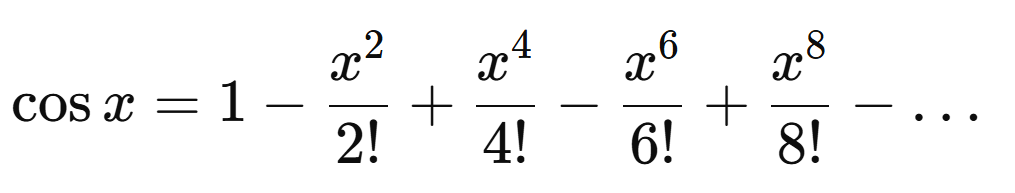 cos x = 1 − x²/2! + x⁴/4! − x⁶/6! + x⁸/8! − …